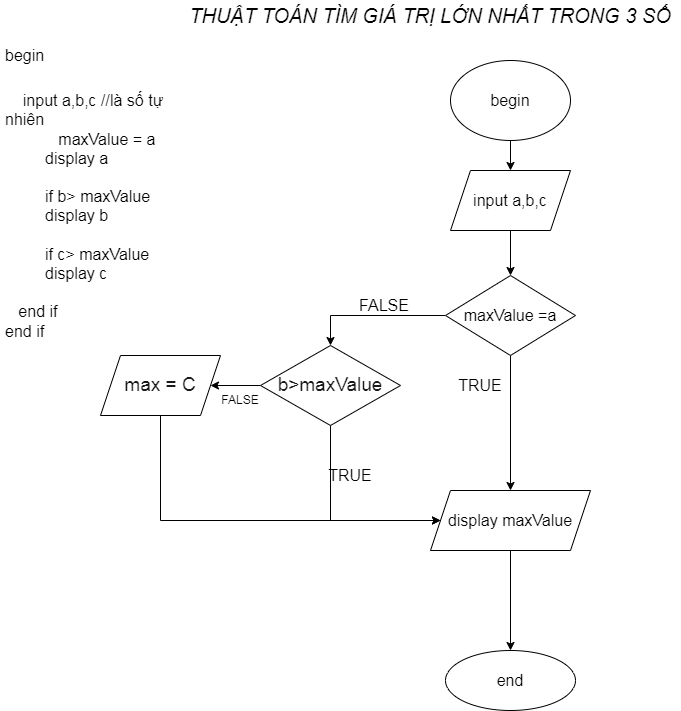 THUẬT TOÁN TÌM GIÁ TRỊ LỚN NHẤT TRONG 3 SỐ
begin
input a,b,c //là số tự
nhiên
maxValue = a
display a
if b> maxValue
display b
if c> maxValue
display c
end if
end if
begin
input a,b,c
maxValue =a
FALSE
TRUE
b>maxValue
FALSE
max = C
TRUE
display maxValue
end